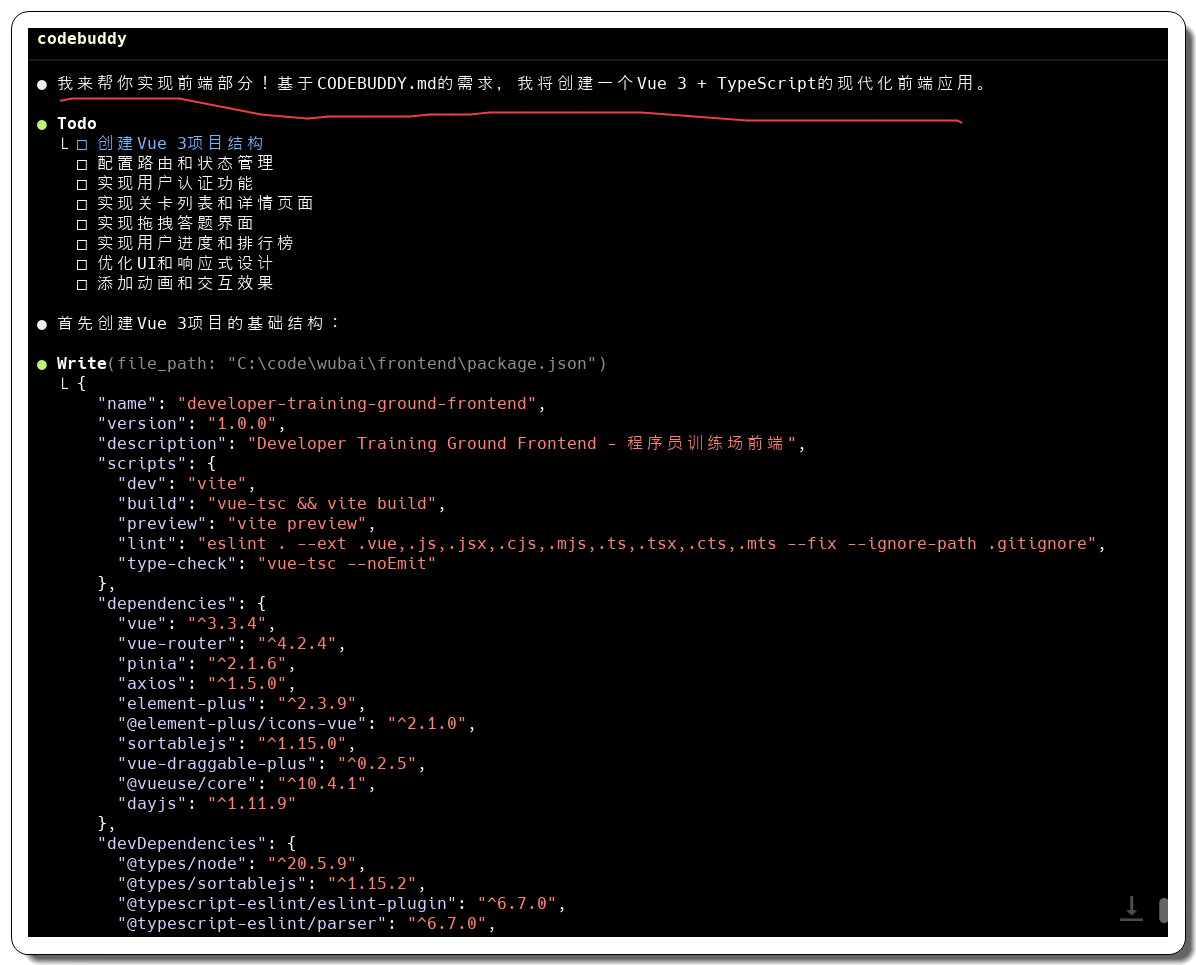 codebuddy
● 我来帮你实现前端部分！基于CODEBUDDY.md的需求，我将创建一个Vue 3 + TypeScript的现代化前端应用。
● Todo
└ □ 创建Vue 3项目结构
□ 配置路由和状态管理
□ 实现用户认证功能
□ 实现关卡列表和详情页面
□ 实现拖拽答题界面
□ 实现用户进度和排行榜
□ 优化UI和响应式设计
□ 添加动画和交互效果
● 首先创建Vue 3项目的基础结构：
● Write(file_path: "C:\code\wubai\frontend\package.json")
└ {
"name": "developer-training-ground-frontend",
"version": "1.0.0",
"description": "Developer Training Ground Frontend - 程序员训练场前端",
"scripts": {
"dev": "vite",
"build": "vue-tsc && vite build",
"preview": "vite preview",
"lint": "eslint . --ext .vue,.js,.jsx,.cjs,.mjs,.ts,.tsx,.cts,.mts --fix --ignore-path .gitignore",
"type-check": "vue-tsc --noEmit"
},
"dependencies": {
"vue": "^3.3.4",
"vue-router": "^4.2.4",
"pinia": "^2.1.6",
"axios": "^1.5.0",
"element-plus": "^2.3.9",
"@element-plus/icons-vue": "^2.1.0",
"sortablejs": "^1.15.0",
"vue-draggable-plus": "^0.2.5",
"@vueuse/core": "^10.4.1",
"dayjs": "^1.11.9"
},
"devDependencies": {
"@types/node": "^20.5.9",
"@types/sortablejs": "^1.15.2",
"@typescript-eslint/eslint-plugin": "^6.7.0",
"@typescript-eslint/parser": "^6.7.0",